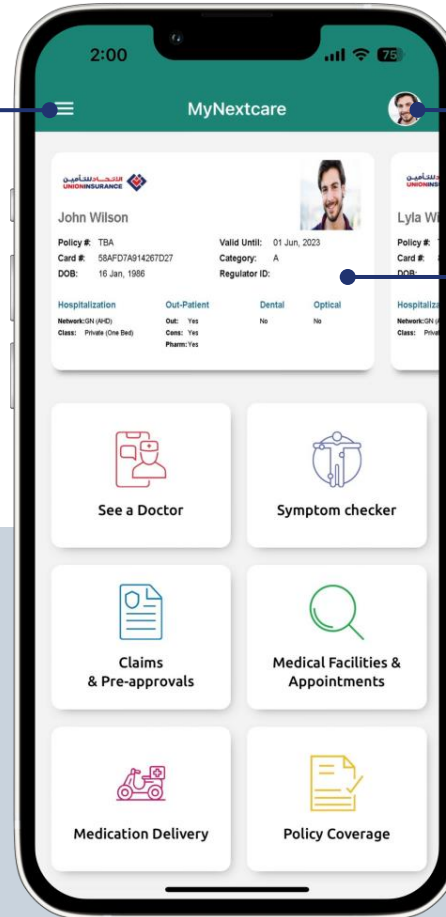 2:00
75
MyNextcare
UNIONINSURANCE
John Wilson
Policy #: TBA Valid Until: 01 Jun, 2023
Card #: 58AFD7A914267D27 Category: A
DOB: 16 Jan, 1986 Regulator ID:
Hospitalization Out-Patient Dental Optical
Network:GN (AHD) Out: Yes No No
Class: Private (One Bed) Cons: Yes
Pharm:Yes
Lyla
Policy #:
Card #:
DOB:
Network:GN
Class:
See a Doctor
Symptom checker
Claims
& Pre-approvals
Medical Facilities &
Appointments
Medication Delivery
Policy Coverage